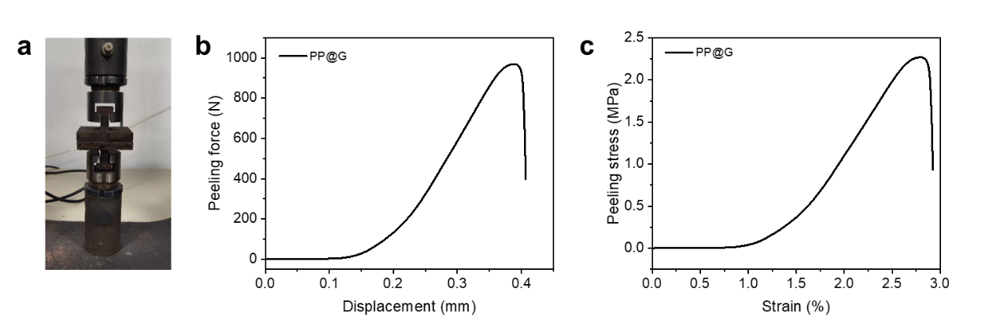 a
b
PP@G
1000
800
600
400
200
0
Peeling force (N)
0.0 0.1 0.2 0.3 0.4
Displacement (mm)
c
PP@G
2.5
2.0
1.5
1.0
0.5
0.0
Peeling stress (MPa)
0.0 0.5 1.0 1.5 2.0 2.5 3.0
Strain (%)